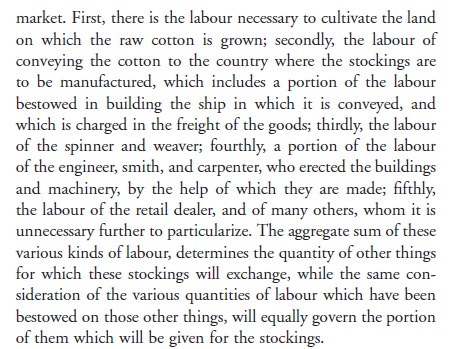 market. First, there is the labour necessary to cultivate the land
on which the raw cotton is grown; secondly, the labour of
conveying the cotton to the country where the stockings are
to be manufactured, which includes a portion of the labour
bestowed in building the ship in which it is conveyed, and
which is charged in the freight of the goods; thirdly, the labour
of the spinner and weaver; fourthly, a portion of the labour
of the engineer, smith, and carpenter, who erected the buildings
and machinery, by the help of which they are made; fifthly,
the labour of the retail dealer, and of many others, whom it is
unnecessary further to particularize. The aggregate sum of these
various kinds of labour, determines the quantity of other things
for which these stockings will exchange, while the same con-
sideration of the various quantities of labour which have been
bestowed on those other things, will equally govern the portion
of them which will be given for the stockings.